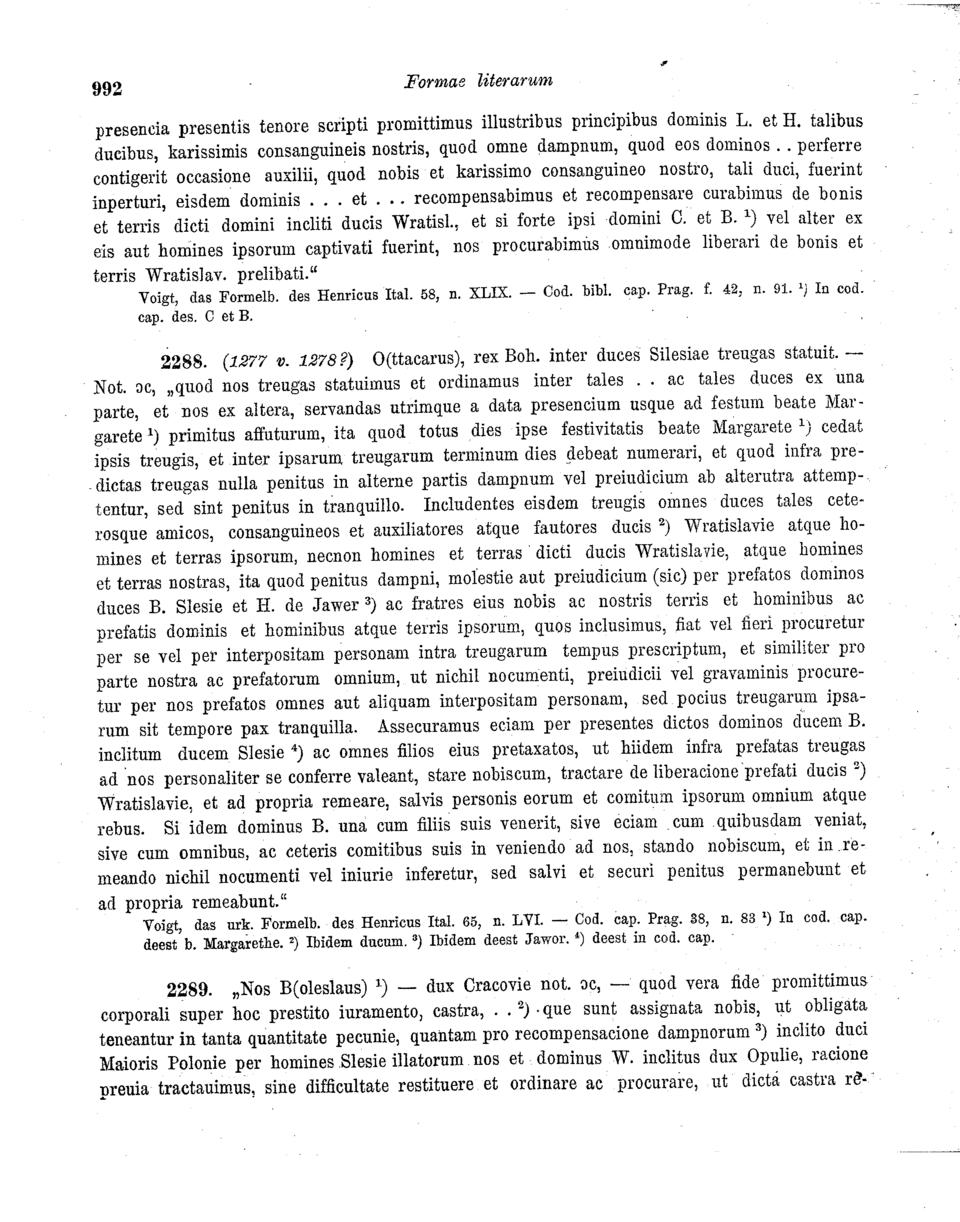 992
Formae literarum
presencia presentis tenore scripti promittimus illustribus principibus dominis L. et H. talibus
ducibus, karissimis consanguineis nostris, quod omne dampnum, quod eos dominos . . perferre
contigerit occasione auxilii, quod nobis et karissimo consanguineo nostro, tali duci, fuerint
inperturi, eisdem dominis . . . et . . . recompensabimus et recompensare curabimus de bonis
et terris dicti domini incliti ducis Wratisl., et si forte ipsi domini C. et B. ¹) vel alter ex
eis aut homines ipsorum captivati fuerint, nos procurabimus omnimode liberari de bonis et
terris Wratislav. prelibati.“
Voigt, das Formelb. des Henricus Ital. 58, n. XLIX. — Cod. bibl. cap. Prag. f. 42, n. 91. ¹) In cod.
cap. des. C et B.
2288. (1277 v. 1278?) O(ttacarus), rex Boh. inter duces Silesiae treugas statuit. —
Not. ɔc, „quod nos treugas statuimus et ordinamus inter tales . . ac tales duces ex una
parte, et nos ex altera, servandas utrimque a data presencium usque ad festum beate Mar-
garete ¹) primitus affuturum, ita quod totus dies ipse festivitatis beate Margarete ¹) cedat
ipsis treugis, et inter ipsarum treugarum terminum dies debeat numerari, et quod infra pre-
dictas treugas nulla penitus in alterne partis dampnum vel preiudicium ab alterutra attemp-
tentur, sed sint penitus in tranquillo. Includentes eisdem treugis omnes duces tales cete-
rosque amicos, consanguineos et auxiliatores atque fautores ducis ²) Wratislavie atque ho-
mines et terras ipsorum, necnon homines et terras dicti ducis Wratislavie, atque homines
et terras nostras, ita quod penitus dampni, molestie aut preiudicium (sic) per prefatos dominos
duces B. Slesie et H. de Jawer ³) ac fratres eius nobis ac nostris terris et hominibus ac
prefatis dominis et hominibus atque terris ipsorum, quos inclusimus, fiat vel fieri procuretur
per se vel per interpositam personam intra treugarum tempus prescriptum, et similiter pro
parte nostra ac prefatorum omnium, ut nichil nocumenti, preiudicii vel gravaminis procure-
tur per nos prefatos omnes aut aliquam interpositam personam, sed pocius treugarum ipsa-
rum sit tempore pax tranquilla. Assecuramus eciam per presentes dictos dominos ducem B.
inclitum ducem Slesie ⁴) ac omnes filios eius pretaxatos, ut hiidem infra prefatas treugas
ad nos personaliter se conferre valeant, stare nobiscum, tractare de liberacione prefati ducis ²)
Wratislavie, et ad propria remeare, salvis personis eorum et comitum ipsorum omnium atque
rebus. Si idem dominus B. una cum filiis suis venerit, sive eciam cum quibusdam veniat,
sive cum omnibus, ac ceteris comitibus suis in veniendo ad nos, stando nobiscum, et in re-
meando nichil nocumenti vel iniurie inferetur, sed salvi et securi penitus permanebunt et
ad propria remeabunt.“
Voigt, das urk. Formelb. des Henricus Ital. 65, n. LVI. — Cod. cap. Prag. 38, n. 83 ¹) In cod. cap.
deest b. Margarethe. ²) Ibidem ducum. ³) Ibidem deest Jawor. ⁴) deest in cod. cap.
2289. „Nos B(oleslaus) ¹) — dux Cracovie not. ɔc, — quod vera fide promittimus
corporali super hoc prestito iuramento, castra, . . ²) que sunt assignata nobis, ut obligata
teneantur in tanta quantitate pecunie, quantam pro recompensacione dampnorum ³) inclito duci
Maioris Polonie per homines Slesie illatorum nos et dominus W. inclitus dux Opulie, racione
preuia tractauimus, sine difficultate restituere et ordinare ac procurare, ut dicta castra re-